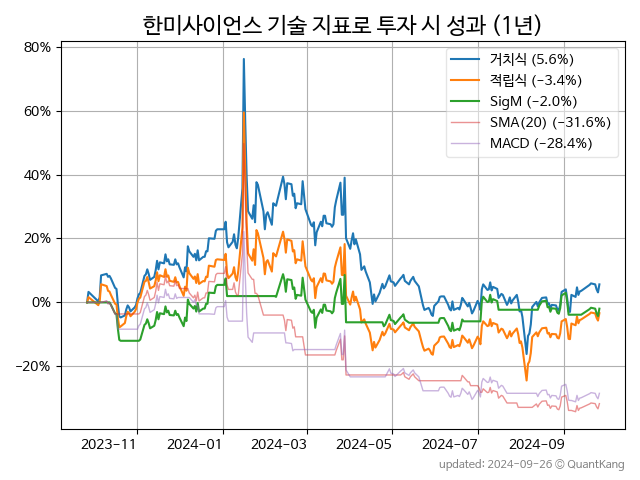 한미사이언스 기술 지표로 투자 시 성과 (1년)
80%
60%
40%
20%
0%
−20%
거치식 (5.6%)
적립식 (−3.4%)
SigM (−2.0%)
SMA(20) (−31.6%)
MACD (−28.4%)
2023-11
2024-01
2024-03
2024-05
2024-07
2024-09
updated: 2024-09-26 © QuantKang